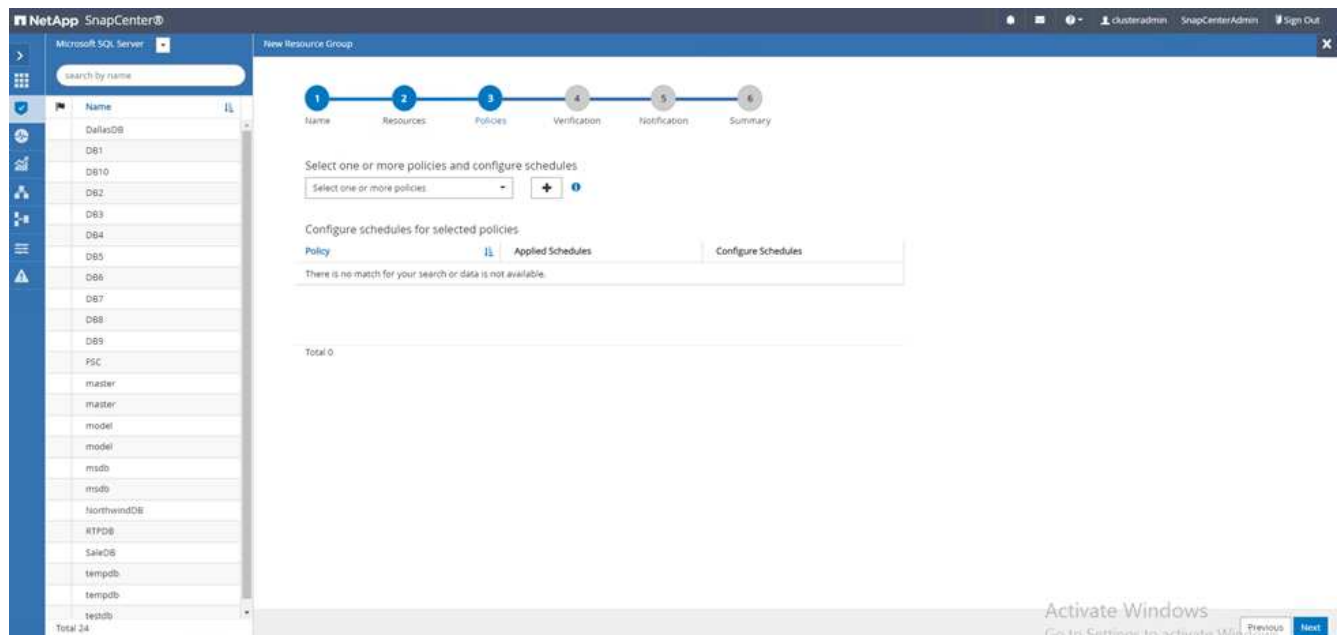 NetApp SnapCenter® clusteradmin SnapCenterAdmin Sign Out
Microsoft SQL Server
New Resource Group
search by name
Name
DallasDB
DB1
DB10
DB2
DB3
DB4
DB5
DB6
DB7
DB8
DB9
FSC
master
master
model
model
msdb
msdb
NorthwindDB
RTPDB
SaleDB
tempdb
tempdb
testdb
Total 24
1 2 3 4 5 6
Name Resources Policies Verification Notification Summary
Select one or more policies and configure schedules
Select one or more policies
Configure schedules for selected policies
Policy Applied Schedules Configure Schedules
There is no match for your search or data is not available.
Total 0
Activate Windows
Go to Settings to activate
Previous Next